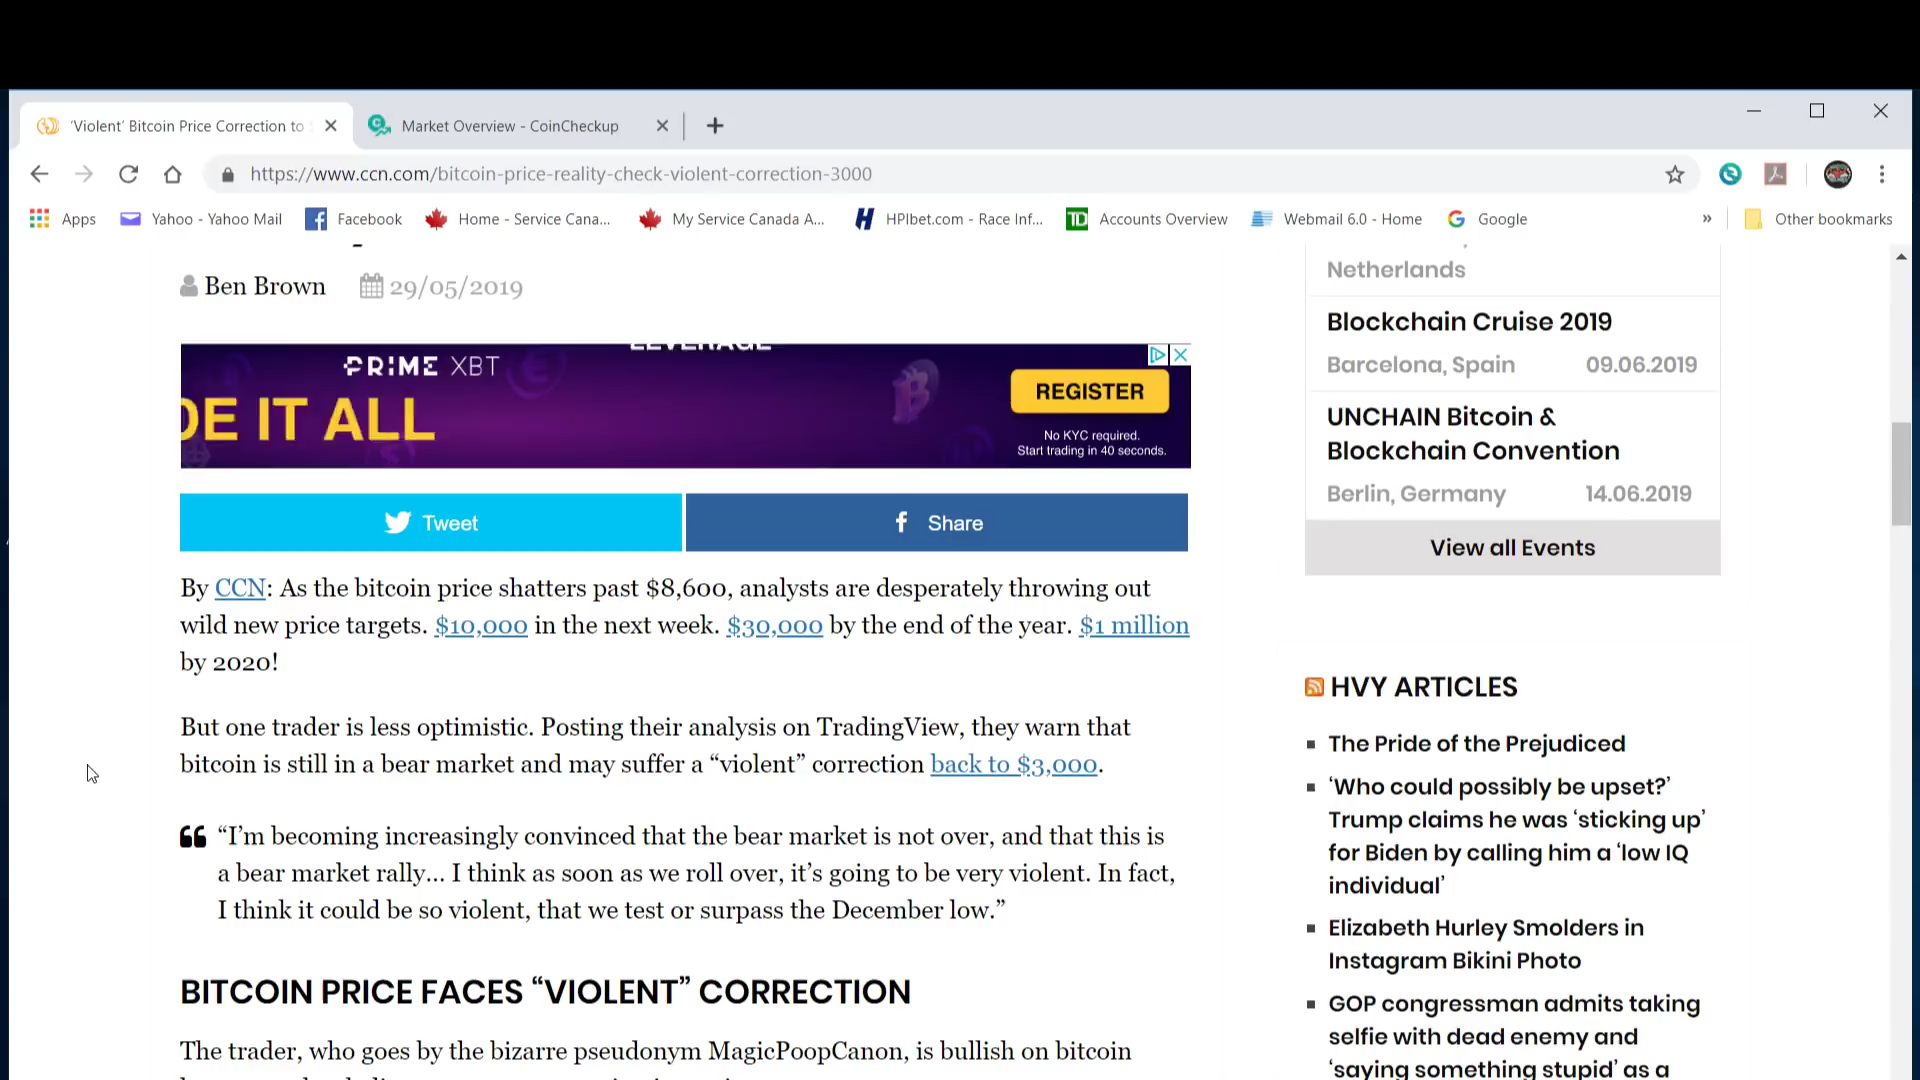 'Violent' Bitcoin Price Correction to
Market Overview - CoinCheckup
https://www.ccn.com/bitcoin-price-reality-check-violent-correction-3000
Apps
Yahoo - Yahoo Mail
Facebook
Home - Service Cana...
My Service Canada A...
HPIbet.com - Race Inf...
TD
Accounts Overview
Webmail 6.0 - Home
Google
»
Other bookmarks
Ben Brown
29/05/2019
LEVERAGE
PRIME XBT
DE IT ALL
REGISTER
No KYC required.
Start trading in 40 seconds.
Tweet
Share
By CCN: As the bitcoin price shatters past $8,600, analysts are desperately throwing out
wild new price targets. $10,000 in the next week. $30,000 by the end of the year. $1 million
by 2020!
But one trader is less optimistic. Posting their analysis on TradingView, they warn that
bitcoin is still in a bear market and may suffer a “violent” correction back to $3,000.
“I’m becoming increasingly convinced that the bear market is not over, and that this is
a bear market rally… I think as soon as we roll over, it’s going to be very violent. In fact,
I think it could be so violent, that we test or surpass the December low.”
BITCOIN PRICE FACES “VIOLENT” CORRECTION
The trader, who goes by the bizarre pseudonym MagicPoopCanon, is bullish on bitcoin
Netherlands
Blockchain Cruise 2019
Barcelona, Spain 09.06.2019
UNCHAIN Bitcoin &
Blockchain Convention
Berlin, Germany 14.06.2019
View all Events
HVY ARTICLES
The Pride of the Prejudiced
‘Who could possibly be upset?’
Trump claims he was ‘sticking up’
for Biden by calling him a ‘low IQ
individual’
Elizabeth Hurley Smolders in
Instagram Bikini Photo
GOP congressman admits taking
selfie with dead enemy and
‘saying something stupid’ as a